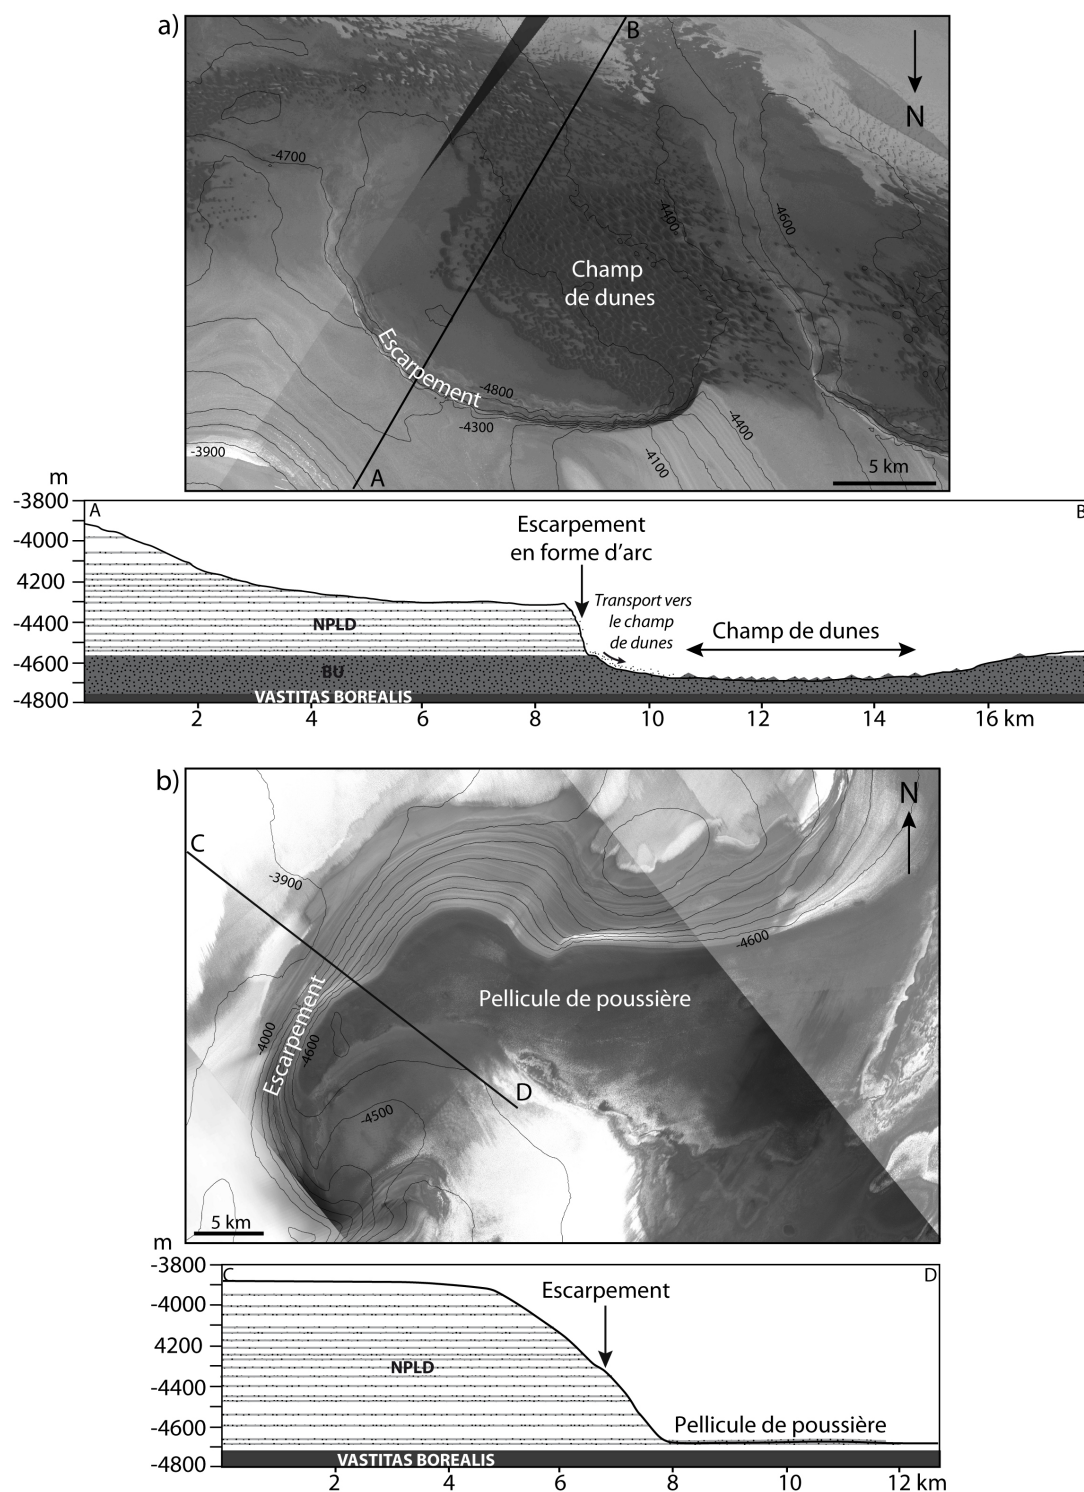 a)
B
N
-4700
-4400
-4600
Champ
de dunes
Escarpement
-4800
-4300
-4400
-4100
-3900
A
5 km
m
-3800
-4000
4200
-4400
-4600
-4800
A
B
Escarpement
en forme d'arc
Transport vers
le champ
de dunes
Champ de dunes
NPLD
BU
VASTITAS BOREALIS
2
4
6
8
10
12
14
16 km
b)
N
C
-3900
-4600
Pellicule de poussière
Escarpement
-4000
-4600
D
-4500
5 km
m
-3800
-4000
4200
-4400
-4600
-4800
C
D
Escarpement
NPLD
Pellicule de poussière
VASTITAS BOREALIS
2
4
6
8
10
12 km